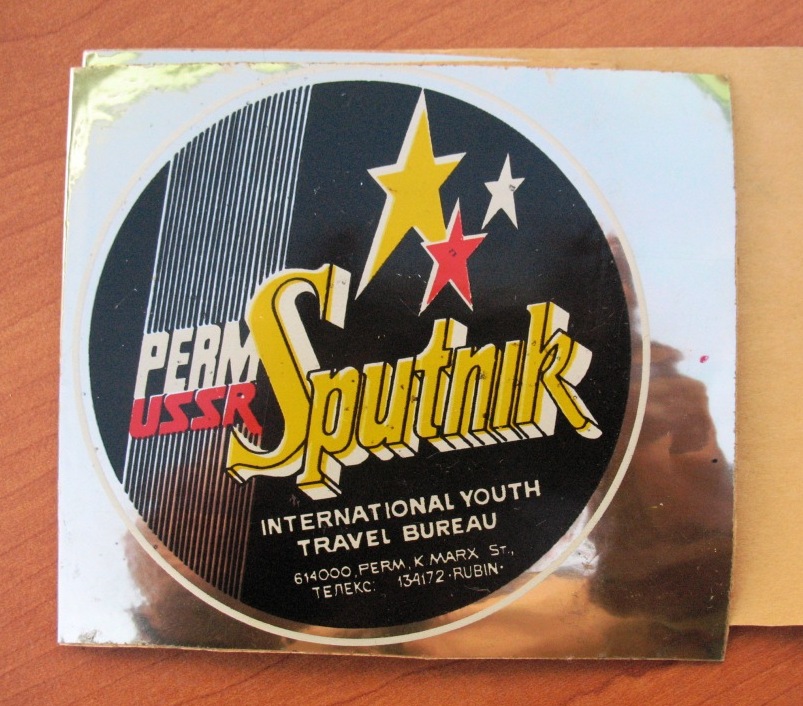 PERM
USSR
Sputnik
INTERNATIONAL YOUTH
TRAVEL BUREAU
614000, PERM, K MARX ST.,
ТЕЛЕКС: 134172 ·RUBIN·